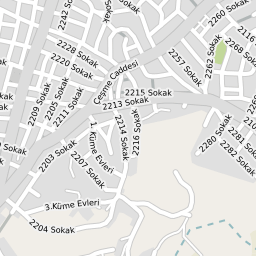 2242 Sokak
2260 Sokak
2228 Sokak
2268 Sokak
2220 Sokak
2257 Sokak
2262 Sokak
Çeşme Caddesi
2209 Sokak
2205 Sokak
2211 Sokak
2213 Sokak
2215 Sokak
2214 Sokak
2216 Sokak
1. Küme Evleri
2203 Sokak
2207 Sokak
2280 Sokak
2281 Sokak
2282 Sokak
3.Küme Evleri
2204 Sokak